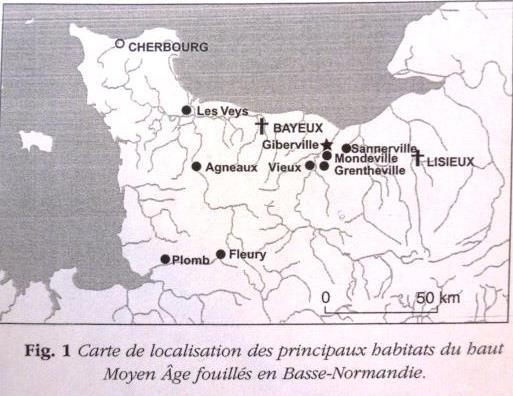 CHERBOURG
Les Veys
BAYEUX
Giberville
Sannerville
Mondeville
LISIEUX
Agneaux
Vieux
Grentheville
Plomb
Fleury
0 50 km
Fig. 1 Carte de localisation des principaux habitats du haut
Moyen Âge fouillés en Basse-Normandie.